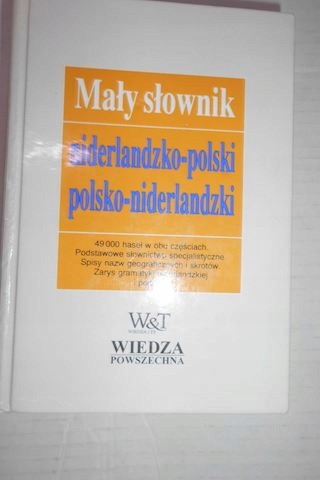 Mały słownik
niderlandzko-polski
polsko-niderlandzki
49 000 haseł w obu częściach.
Podstawowe słownictwo specjalistyczne.
Spisy nazw geograficznych i skrótów.
Zarys gramatyki niderlandzkiej
i
W&T
WIEDZA
POWSZECHNA